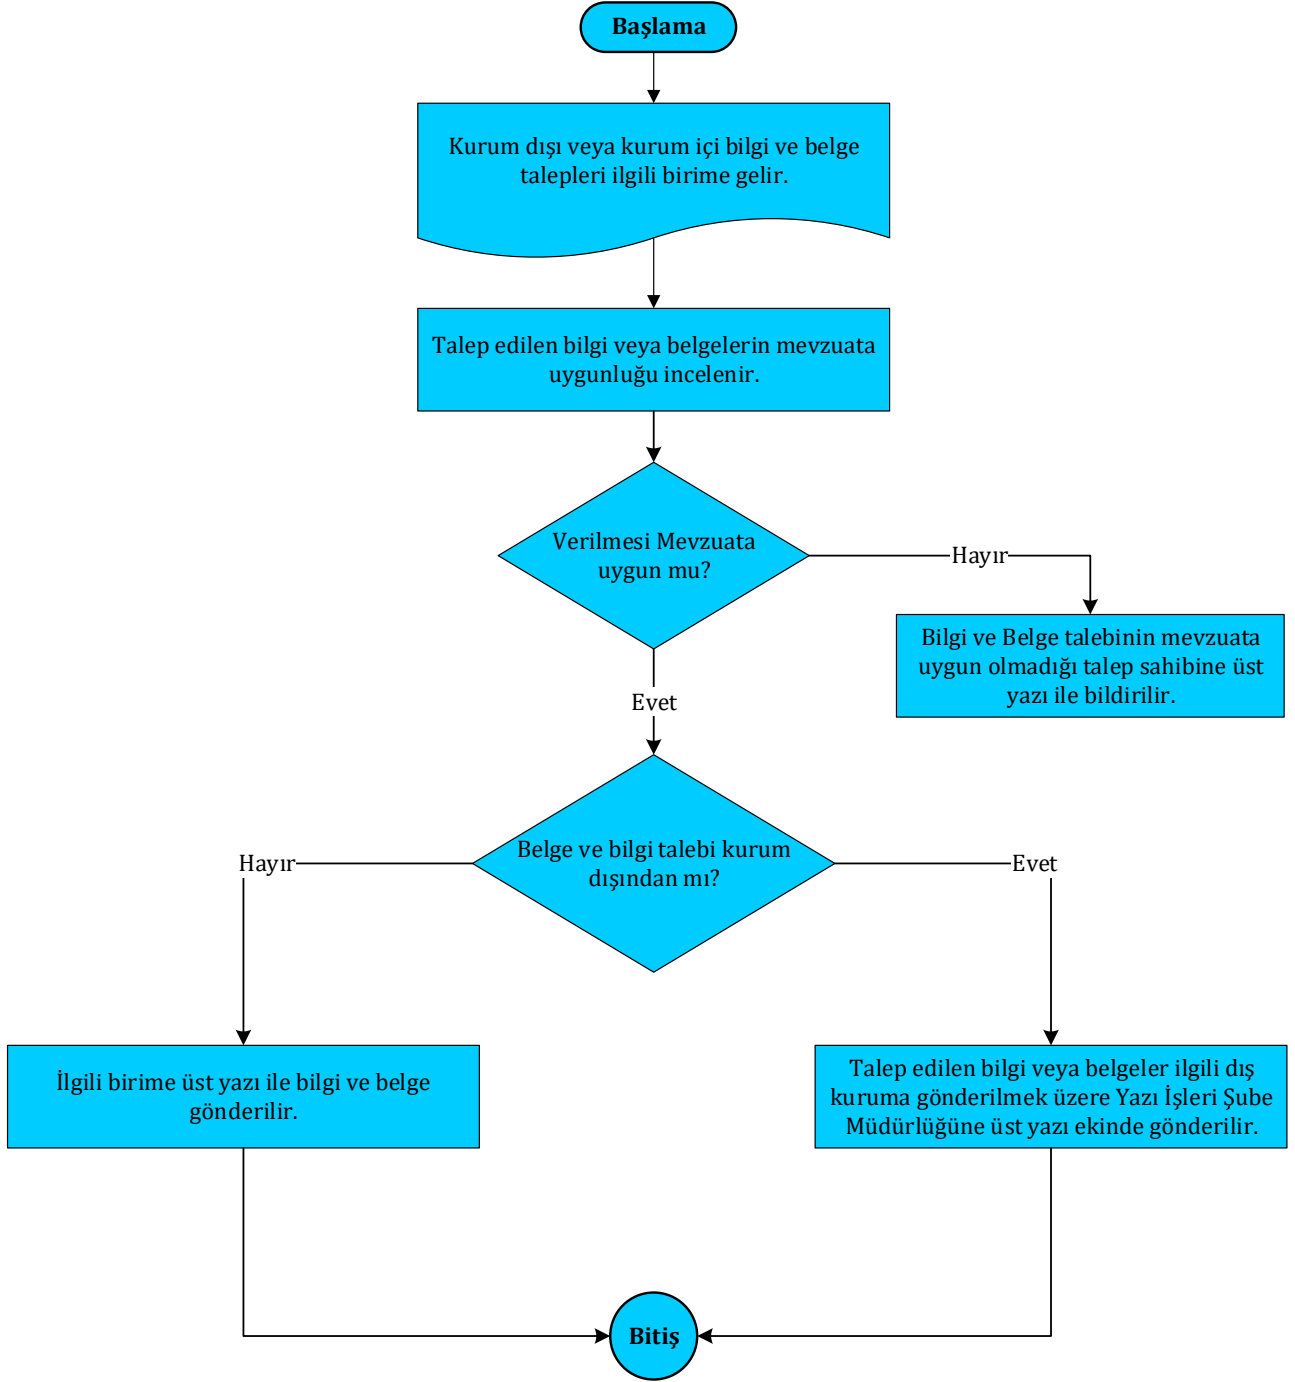 Başlama
Kurum dışı veya kurum içi bilgi ve belge
talepleri ilgili birime gelir.
Talep edilen bilgi veya belgelerin mevzuata
uygunluğu incelenir.
Verilmesi Mevzuata
uygun mu?
Hayır
Bilgi ve Belge talebinin mevzuata
uygun olmadığı talep sahibine üst
yazı ile bildirilir.
Evet
Belge ve bilgi talebi kurum
dışından mı?
Hayır
Evet
İlgili birime üst yazı ile bilgi ve belge
gönderilir.
Talep edilen bilgi veya belgeler ilgili dış
kuruma gönderilmek üzere Yazı İşleri Şube
Müdürlüğüne üst yazı ekinde gönderilir.
Bitiş